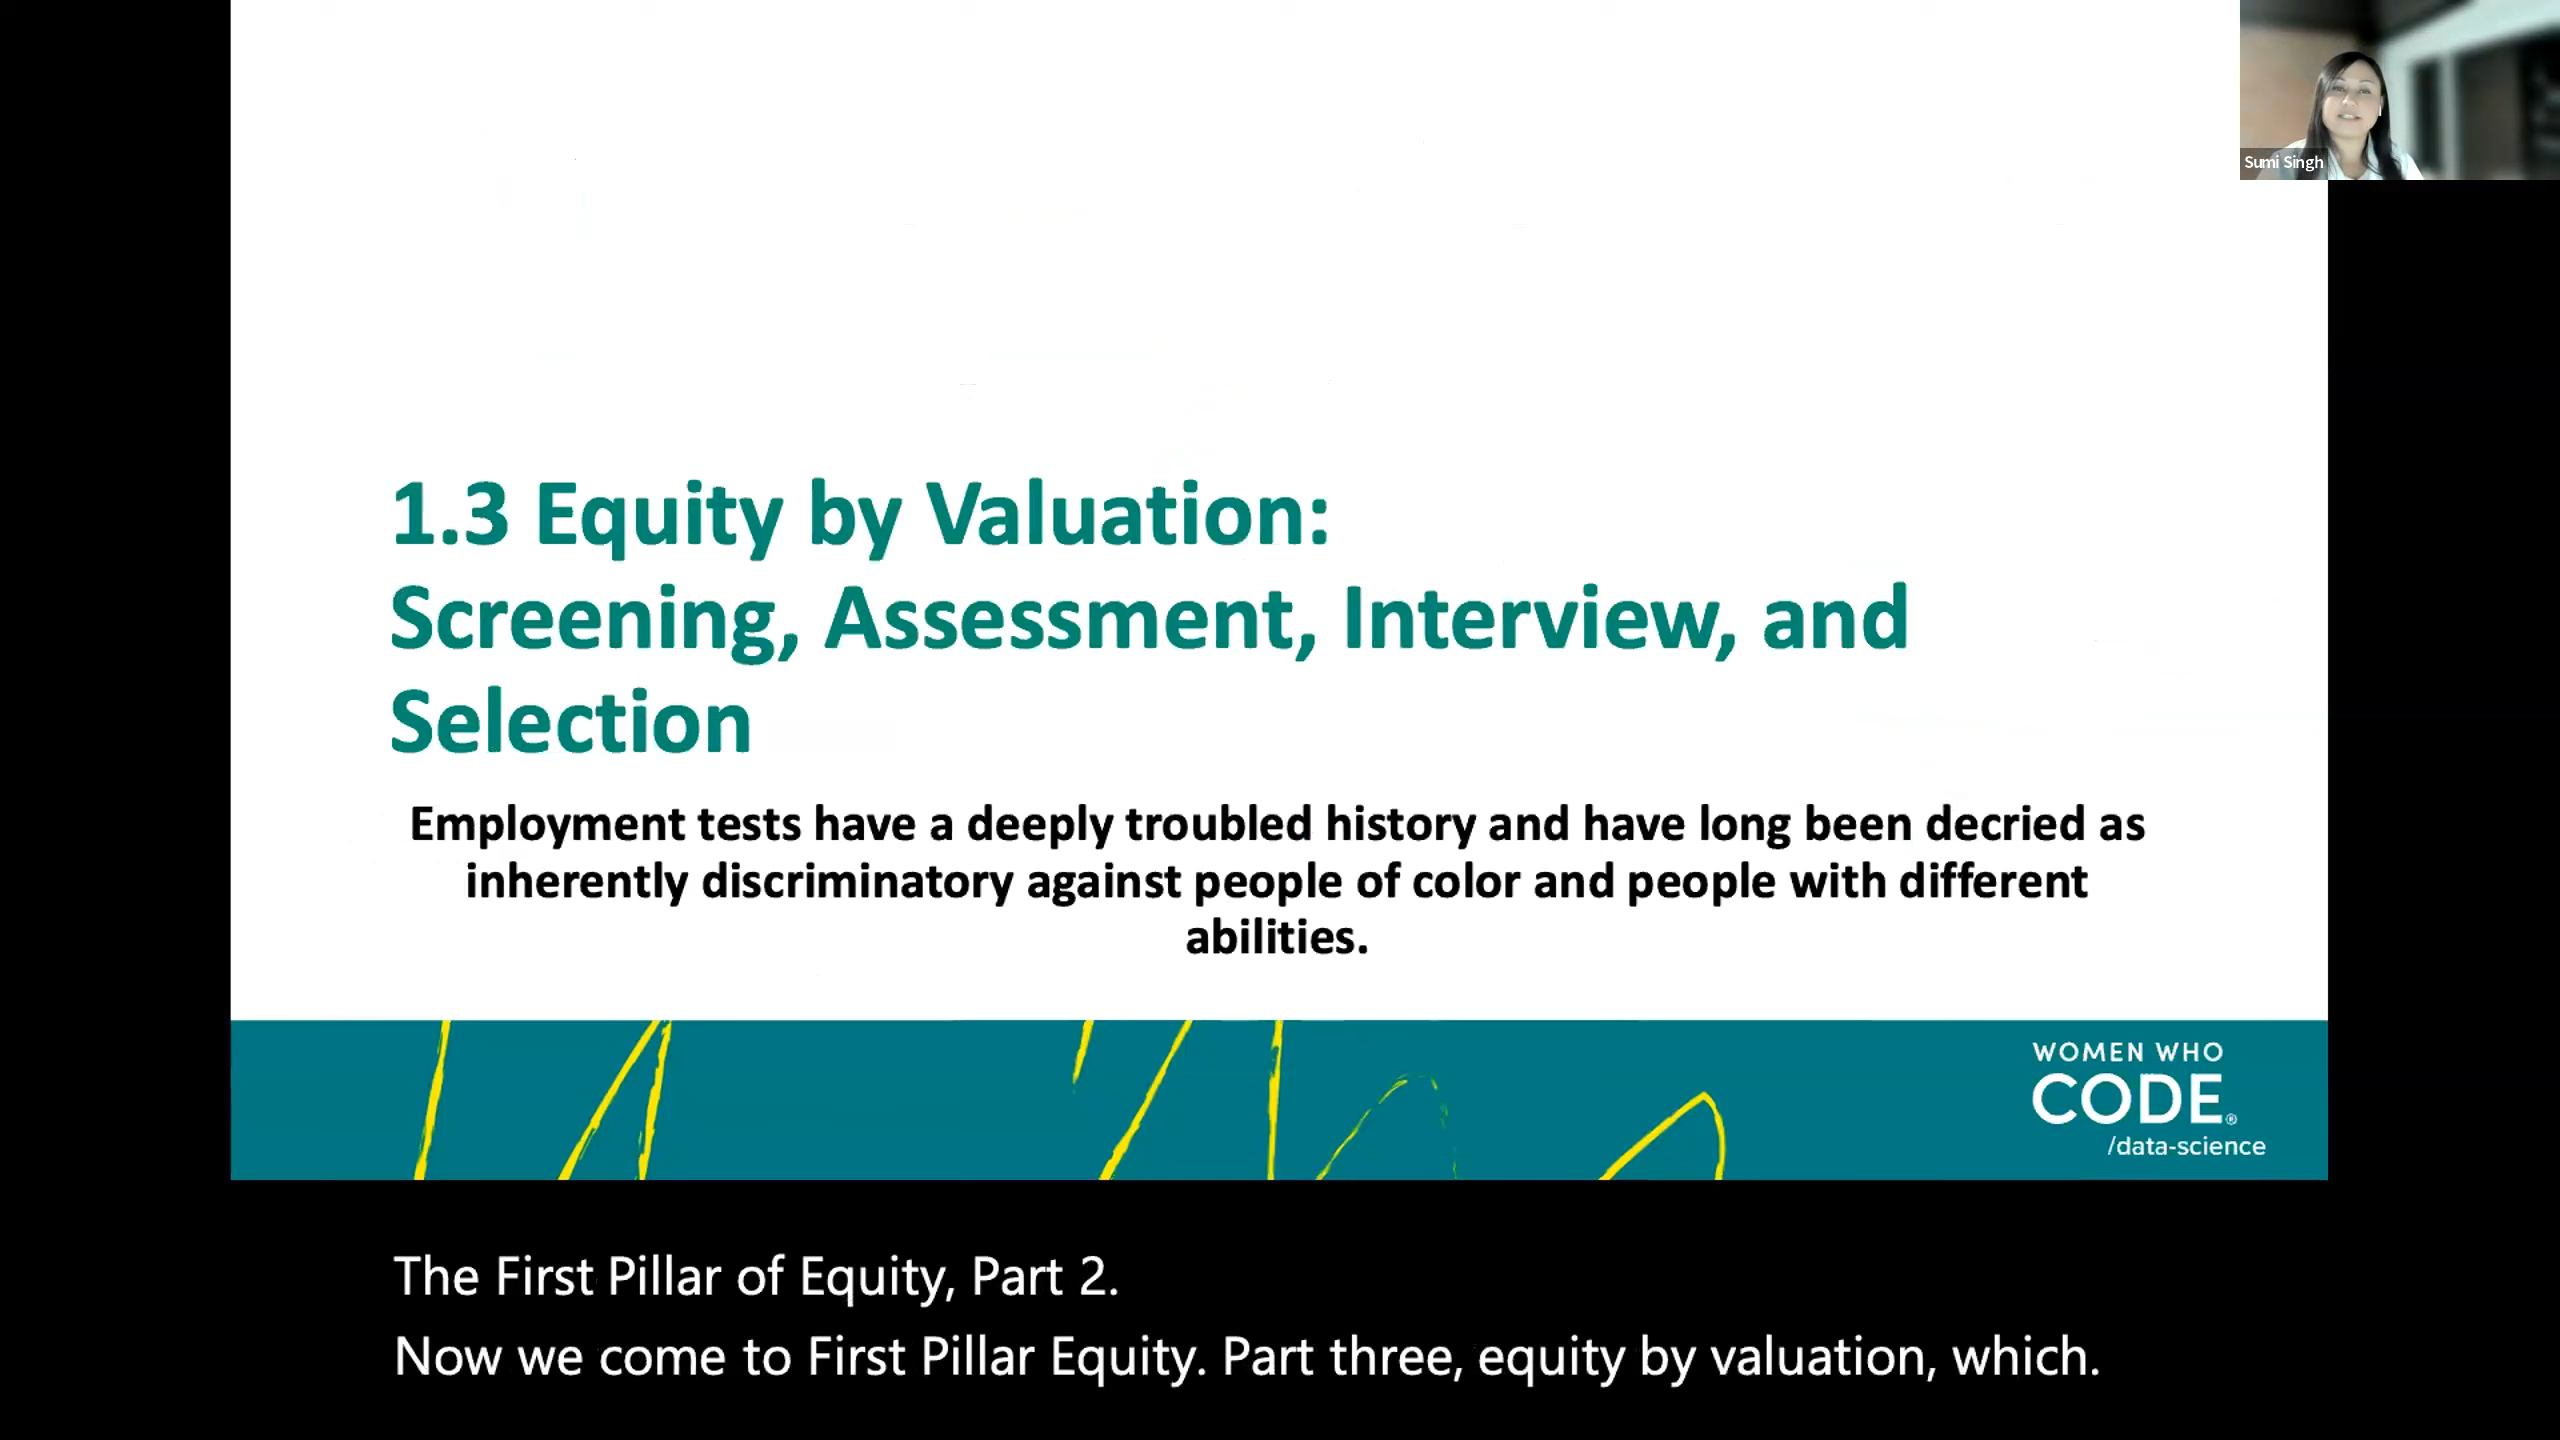 Sumi Singh
1.3 Equity by Valuation:
Screening, Assessment, Interview, and
Selection
Employment tests have a deeply troubled history and have long been decried as
inherently discriminatory against people of color and people with different
abilities.
WOMEN WHO
CODE®
/data-science
The First Pillar of Equity, Part 2.
Now we come to First Pillar Equity. Part three, equity by valuation, which.